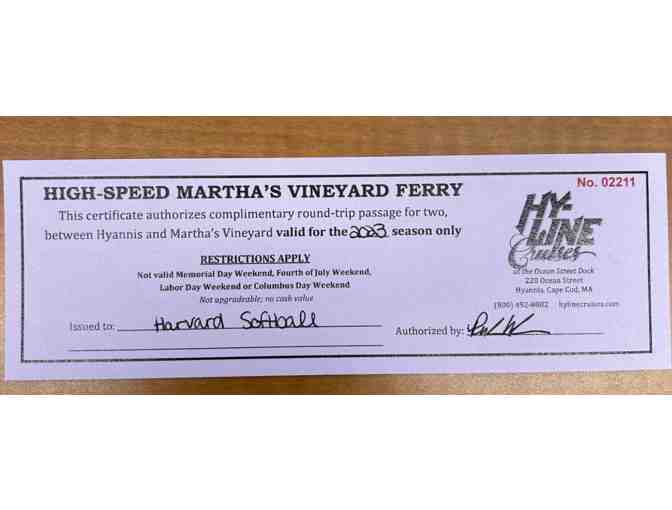 HIGH-SPEED MARTHA'S VINEYARD FERRY
This certificate authorizes complimentary round-trip passage for two,
between Hyannis and Martha's Vineyard valid for the 2023 season only
RESTRICTIONS APPLY
Not valid Memorial Day Weekend, Fourth of July Weekend,
Labor Day Weekend or Columbus Day Weekend
Not upgradeable; no cash value
Issued to: Harvard Softball
No. 02211
HY-
LINE
Cruises
at the Ocean Street Dock
220 Ocean Street
Hyannis, Cape Cod, MA
(800) 492-8082 hylinecruises.com
Authorized by: